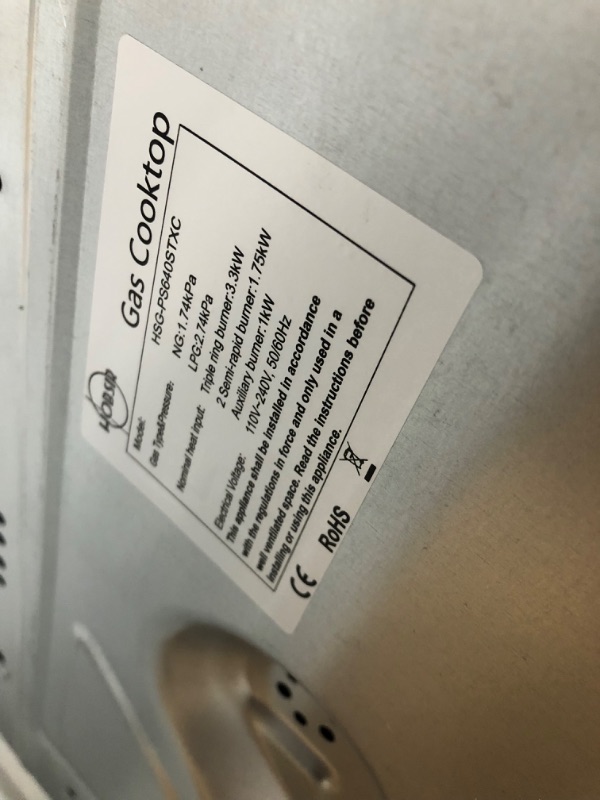 HOBSIR
Gas Cooktop
Model: HSG-PS640STXC
Gas Type&Pressure: NG:1.74kPa
LPG:2.74kPa
Nominal heat input: Triple ring burner:3.3kW
2 Semi-rapid burner:1.75kW
Auxiliary burner:1kW
Electrical Voltage: 110V~240V, 50/60Hz
This appliance shall be installed in accordance
with the regulations in force and only used in a
well ventilated space. Read the instructions before
installing or using this appliance.
CE RoHS